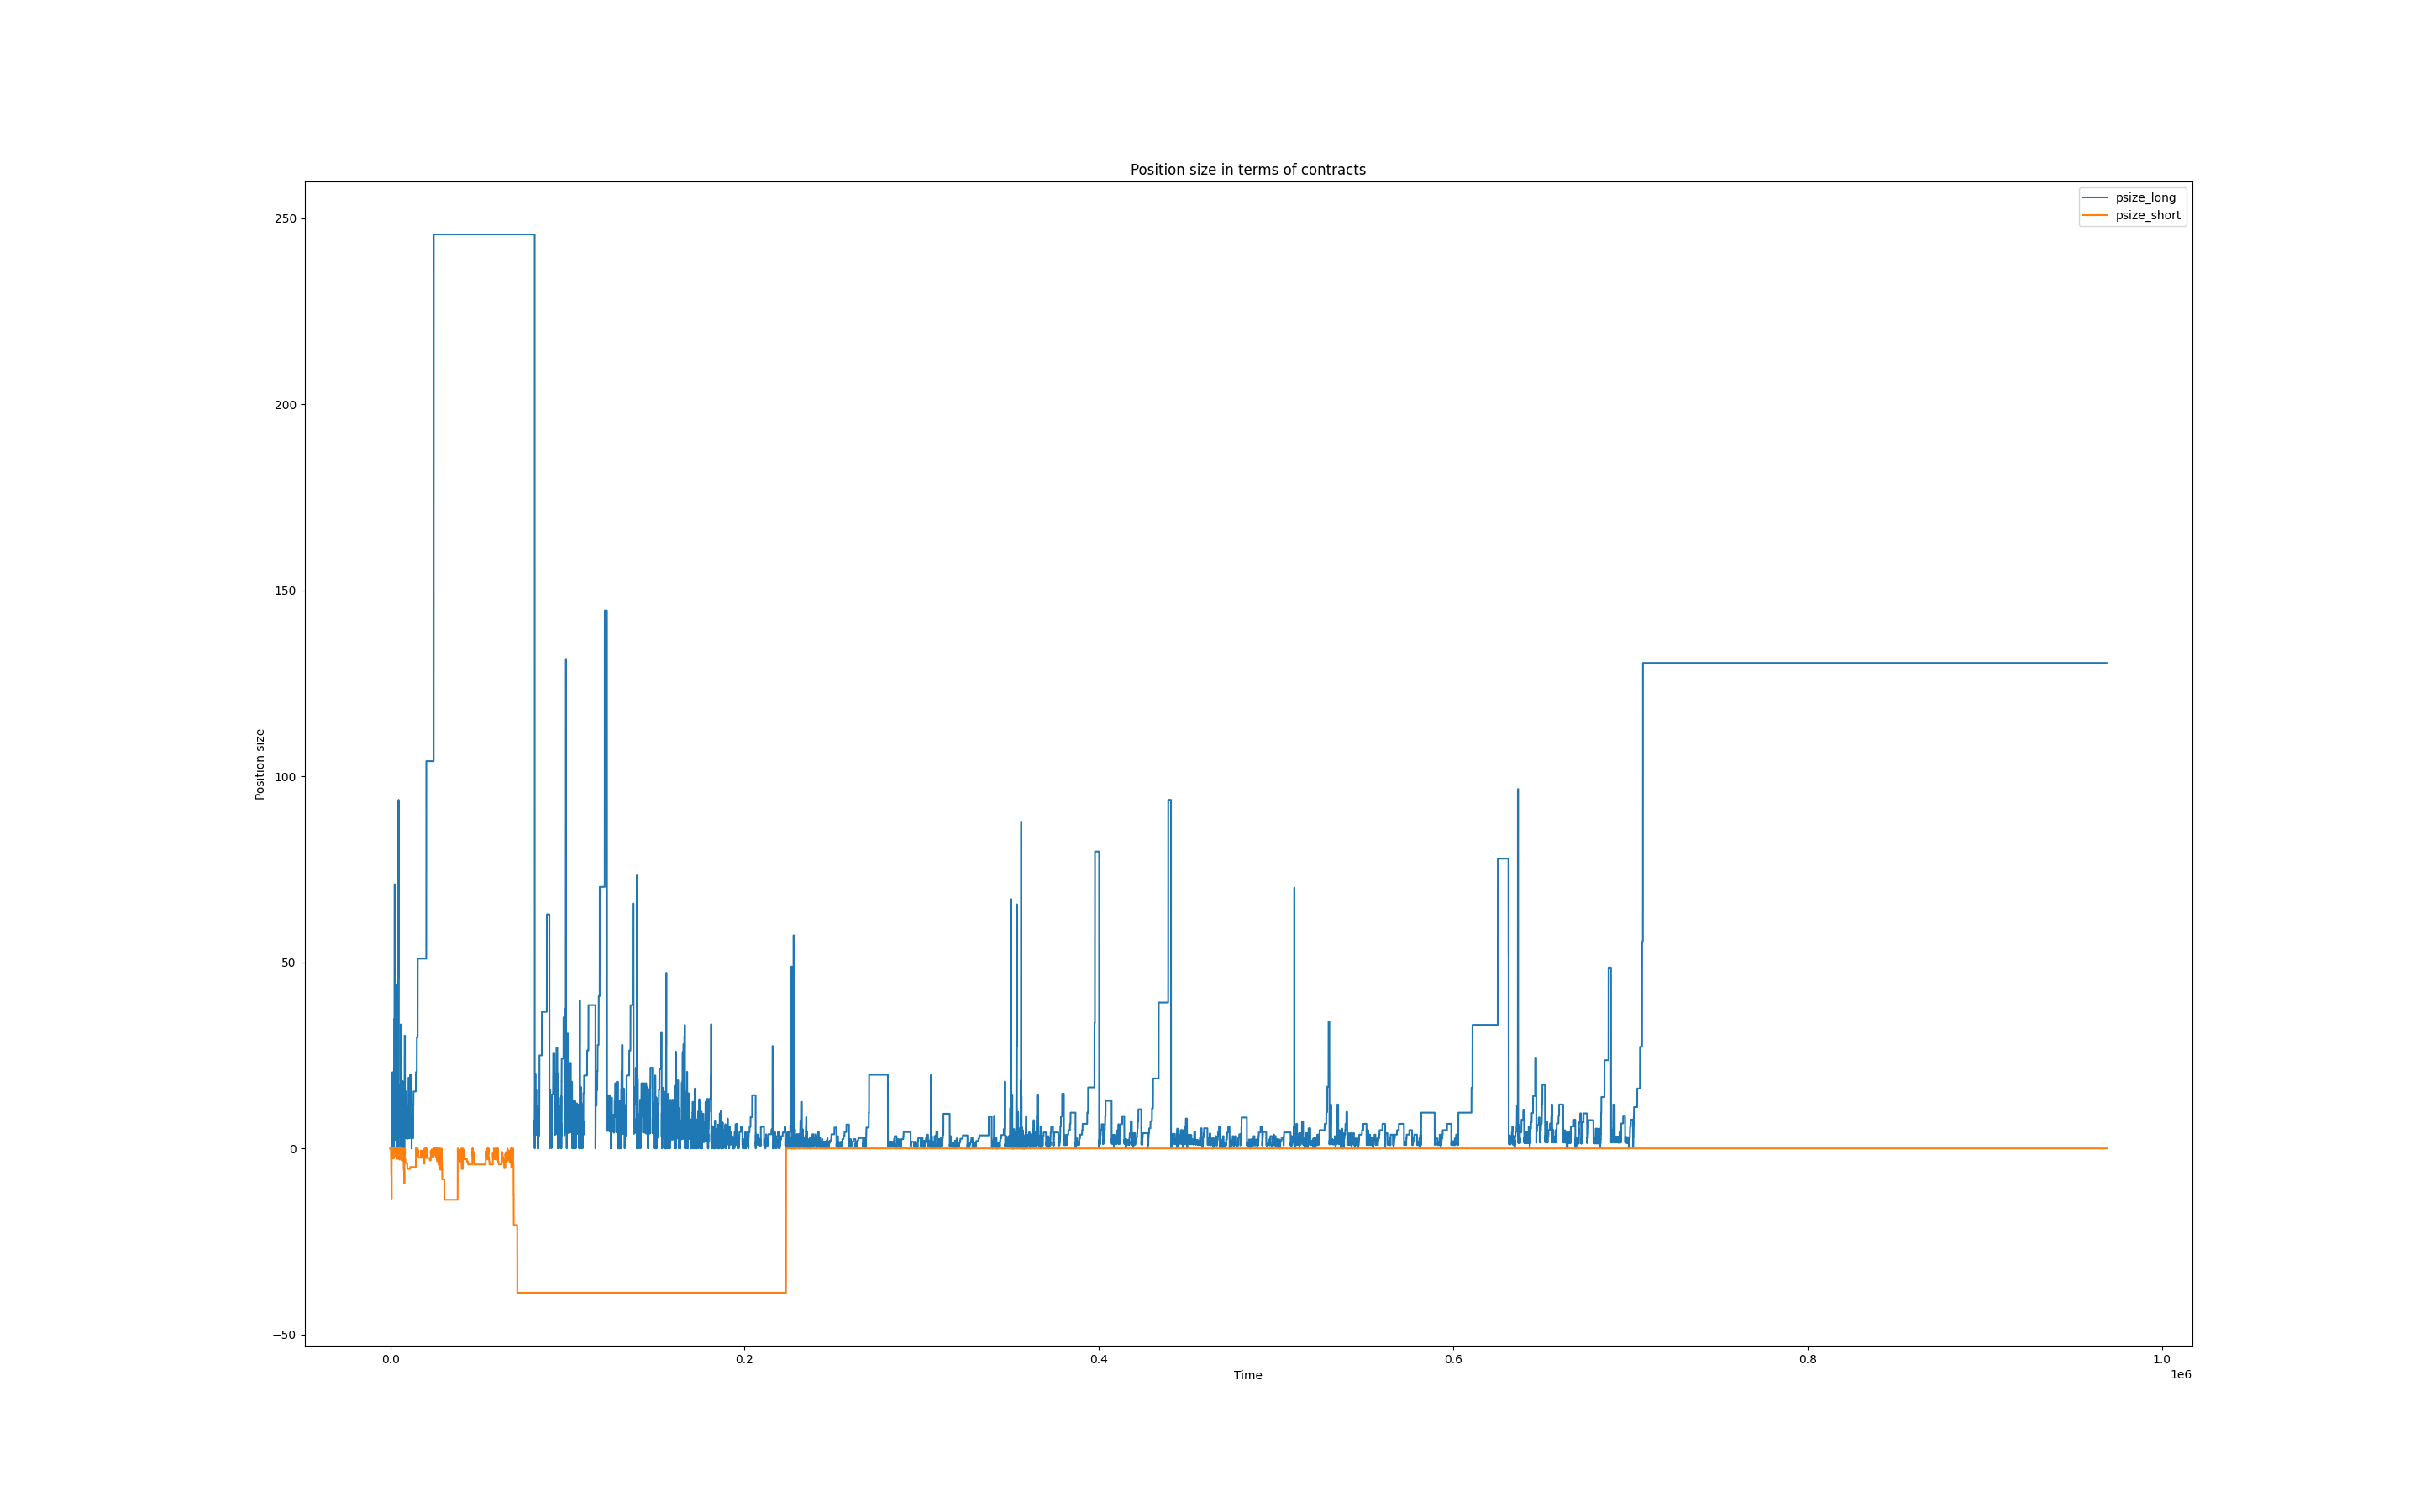 Position size in terms of contracts
psize_long
psize_short
250
200
150
100
50
0
−50
Position size
0.0
0.2
0.4
0.6
0.8
1.0
1e6
Time